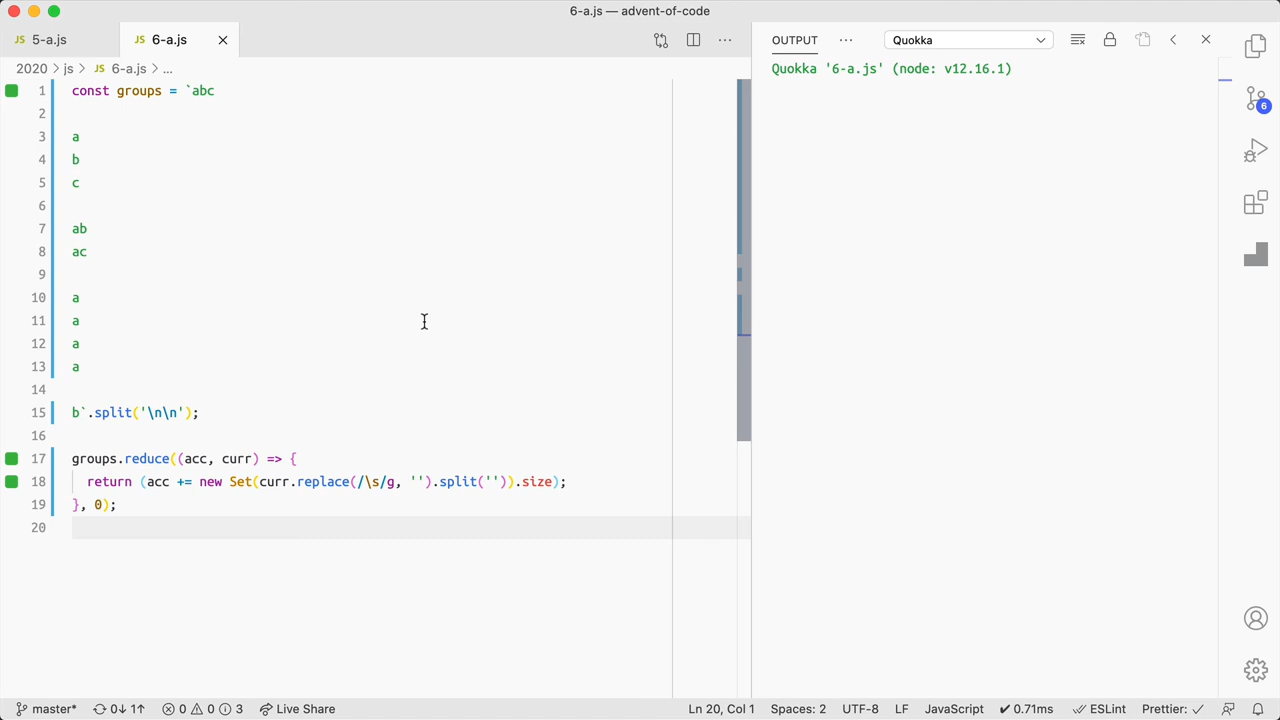 6-a.js — advent-of-code
JS 5-a.js
JS 6-a.js
OUTPUT
Quokka
2020 > js > JS 6-a.js > ...
Quokka '6-a.js' (node: v12.16.1)
1 const groups = `abc
2
3 a
4 b
5 c
6
7 ab
8 ac
9
10 a
11 a
12 a
13 a
14
15 b`.split('\n\n');
16
17 groups.reduce((acc, curr) => {
18 return (acc += new Set(curr.replace(/\s/g, '').split('')).size);
19 }, 0);
20
6
master* 0↓ 1↑ 0 0 3 Live Share Ln 20, Col 1 Spaces: 2 UTF-8 LF JavaScript ✔ 0.71ms ESLint Prettier: ✓